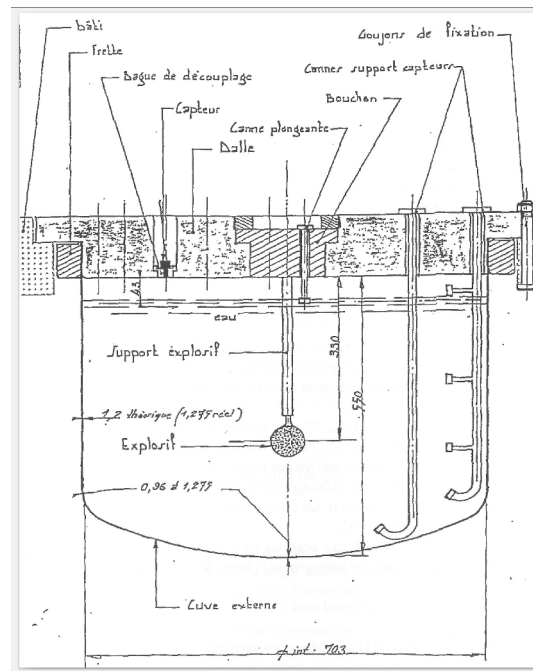 bâti
Goujons de fixation
Frette
Bague de découplage
Cannes support capteurs
Capteur
Bouchon
Canne plongeante
Dalle
43
eau
330
Support explosif
550
1,2 théorique (1,275 réel)
Explosif
0,96 à 1,275
Cuve externe
ϕ int. 703